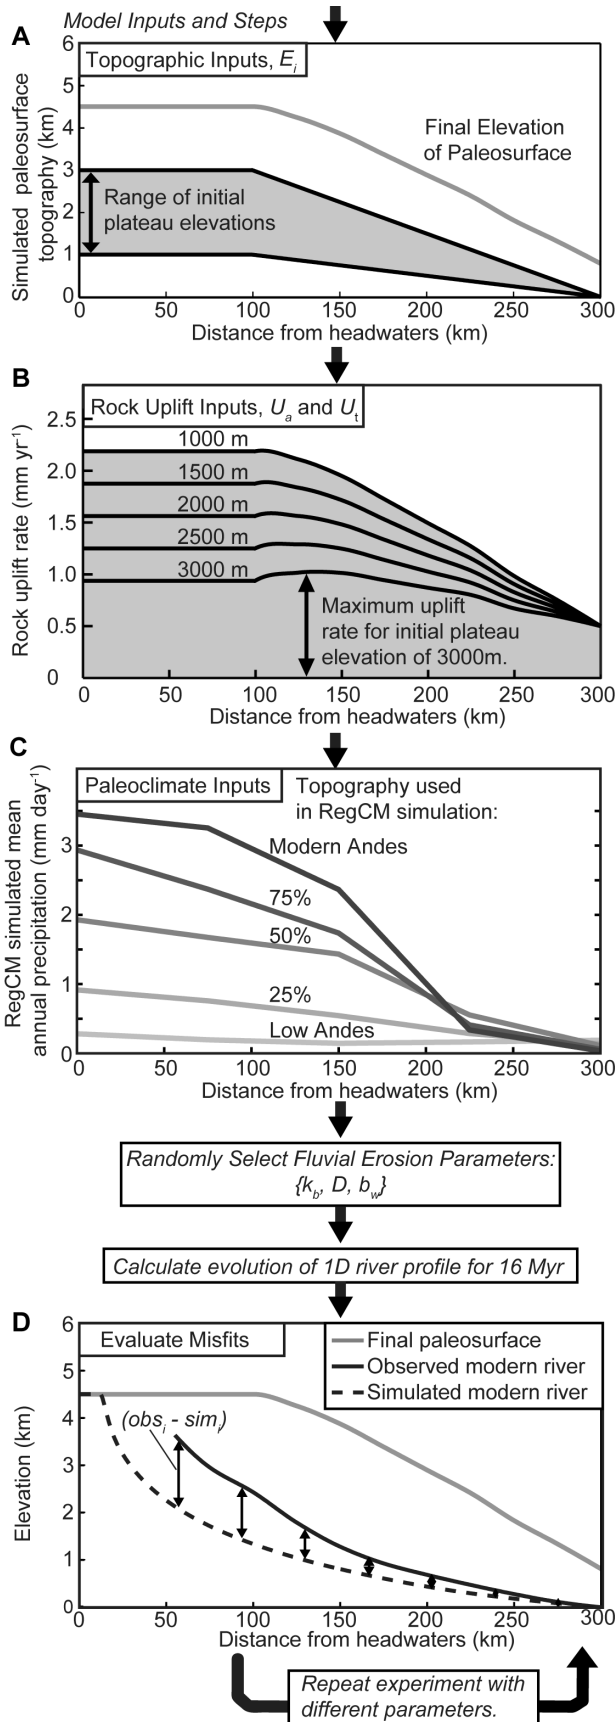 Model Inputs and Steps
A
Topographic Inputs, Ei
Simulated paleosurface
topography (km)
6
5
4
3
2
1
0
Final Elevation
of Paleosurface
Range of initial
plateau elevations
0
50
100
150
200
250
300
Distance from headwaters (km)
B
Rock Uplift Inputs, Ua and Ut
Rock uplift rate (mm yr-1)
2.5
2.0
1.5
1.0
0.5
0
1000 m
1500 m
2000 m
2500 m
3000 m
Maximum uplift
rate for initial plateau
elevation of 3000m.
0
50
100
150
200
250
300
Distance from headwaters (km)
C
Paleoclimate Inputs
Topography used
in RegCM simulation:
RegCM simulated mean
annual precipitation (mm day-1)
3
2
1
0
Modern Andes
75%
50%
25%
Low Andes
0
50
100
150
200
250
300
Distance from headwaters (km)
Randomly Select Fluvial Erosion Parameters:
{kb, D, bw}
Calculate evolution of 1D river profile for 16 Myr
D
Evaluate Misfits
Final paleosurface
Observed modern river
Simulated modern river
Elevation (km)
6
5
4
3
2
1
0
(obsi - simi)
0
50
100
150
200
250
300
Distance from headwaters (km)
Repeat experiment with
different parameters.